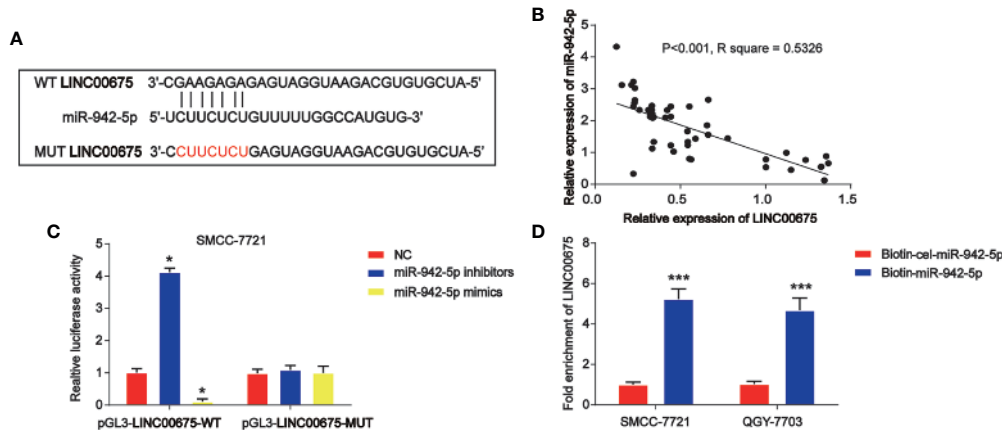 A
WT LINC00675 3'-CGAAGAGAGAGUAGGUAAGACGUGUGCUA-5'
miR-942-5p 5'-UCUUCUCUGUUUUUGGCCAUGUG-3'
MUT LINC00675 3'-CCUUCUCUGAGUAGGUAAGACGUGUGCUA-5'
B
P<0.001, R square = 0.5326
Relative expression of miR-942-5p
5
4
3
2
1
0
0.0
0.5
1.0
1.5
Relative expression of LINC00675
C
SMCC-7721
Realtive luciferase activity
5
4
3
2
1
0
*
*
NC
miR-942-5p inhibitors
miR-942-5p mimics
pGL3-LINC00675-WT
pGL3-LINC00675-MUT
D
Fold enrichment of LINC00675
8
6
4
2
0
***
***
Biotin-cel-miR-942-5p
Biotin-miR-942-5p
SMCC-7721
QGY-7703